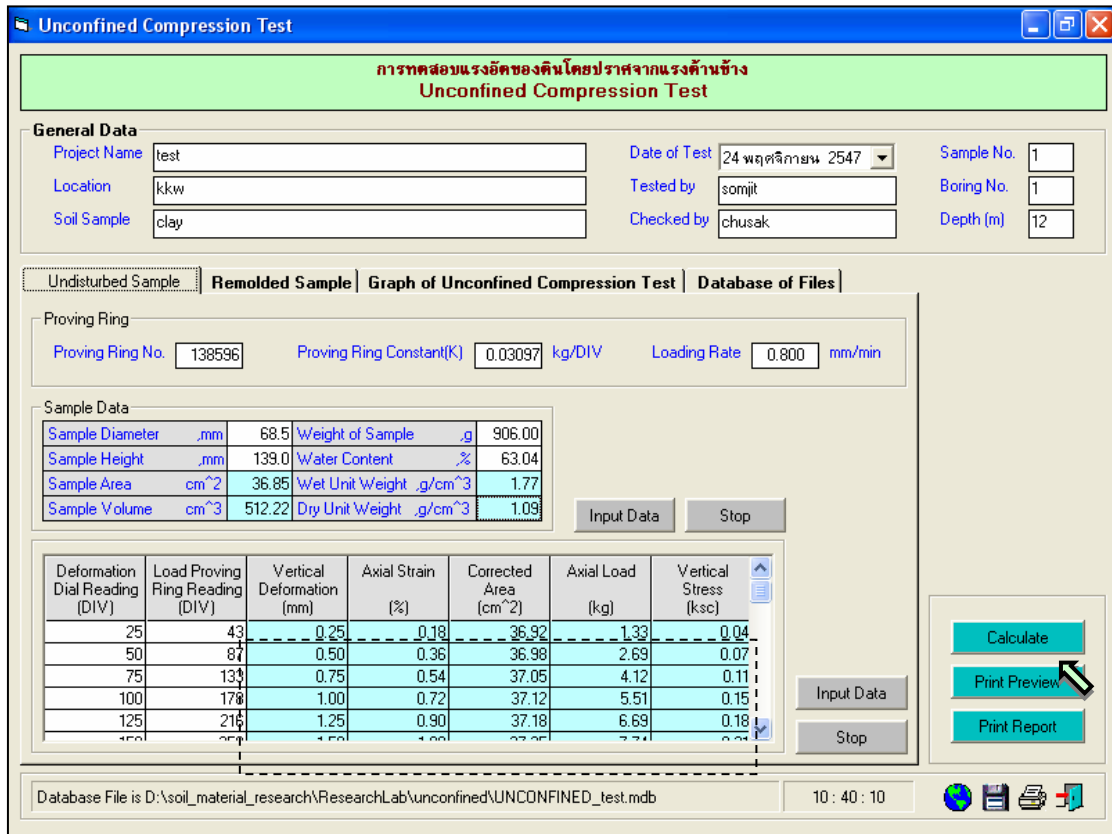 Unconfined Compression Test
การทดสอบแรงอัดของดินโดยปราศจากแรงด้านข้าง
Unconfined Compression Test
General Data
Project Name test Date of Test 24 พฤศจิกายน 2547 Sample No. 1
Location kkw Tested by somjit Boring No. 1
Soil Sample clay Checked by chusak Depth (m) 12
Undisturbed Sample Remolded Sample Graph of Unconfined Compression Test Database of Files
Proving Ring
Proving Ring No. 138596 Proving Ring Constant(K) 0.03097 kg/DIV Loading Rate 0.800 mm/min
Sample Data
Sample Diameter ,mm 68.5 Weight of Sample ,g 906.00
Sample Height ,mm 139.0 Water Content ,% 63.04
Sample Area cm^2 36.85 Wet Unit Weight ,g/cm^3 1.77
Sample Volume cm^3 512.22 Dry Unit Weight ,g/cm^3 1.09
Input Data Stop
Deformation Load Proving Vertical Axial Strain Corrected Axial Load Vertical
Dial Reading Ring Reading Deformation Area Stress
(DIV) (DIV) (mm) (%) (cm^2) (kg) (ksc)
25 43 0.25 0.18 36.92 1.33 0.04
50 87 0.50 0.36 36.98 2.69 0.07
75 133 0.75 0.54 37.05 4.12 0.11
100 178 1.00 0.72 37.12 5.51 0.15
125 216 1.25 0.90 37.18 6.69 0.18
Input Data
Stop
Calculate
Print Preview
Print Report
Database File is D:\soil_material_research\ResearchLab\unconfined\UNCONFINED_test.mdb 10 : 40 : 10